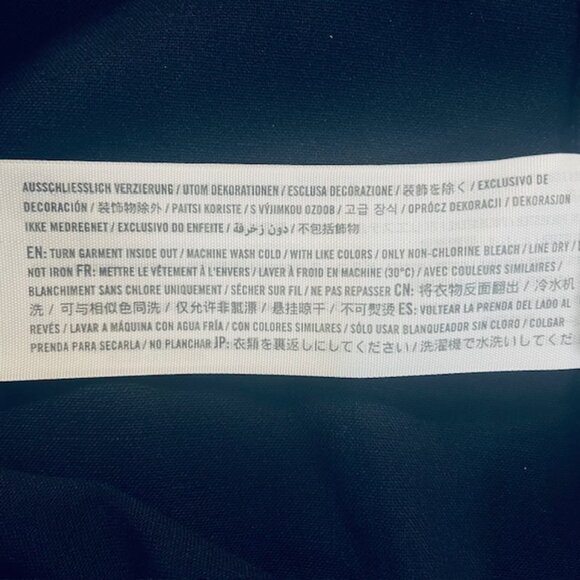 AUSSCHLIESSLICH VERZIERUNG / UTOM DEKORATIONEN / ESCLUSA DECORAZIONE / 装飾を除く / EXCLUSIVO DE
DECORACIÓN / 装饰物除外 / PAITSI KORISTE / S VÝJIMKOU OZDOB / 고급 장식 / OPRÓCZ DEKORACJI / DEKORASJON
IKKE MEDREGNET / EXCLUSIVO DO ENFEITE / دون زخرفة / 不包括飾物
EN: TURN GARMENT INSIDE OUT / MACHINE WASH COLD / WITH LIKE COLORS / ONLY NON-CHLORINE BLEACH / LINE DRY /
NOT IRON FR: METTRE LE VÊTEMENT À L'ENVERS / LAVER À FROID EN MACHINE (30°C) / AVEC COULEURS SIMILAIRES /
BLANCHIMENT SANS CHLORE UNIQUEMENT / SÉCHER SUR FIL / NE PAS REPASSER CN: 将衣物反面翻出 / 冷水机
洗 / 可与相似色同洗 / 仅允许非氯漂 / 悬挂晾干 / 不可熨烫 ES: VOLTEAR LA PRENDA DEL LADO AL
REVÉS / LAVAR A MÁQUINA CON AGUA FRÍA / CON COLORES SIMILARES / SÓLO USAR BLANQUEADOR SIN CLORO / COLGAR
PRENDA PARA SECARLA / NO PLANCHAR JP: 衣類を裏返しにしてください / 洗濯機で水洗いしてくだ